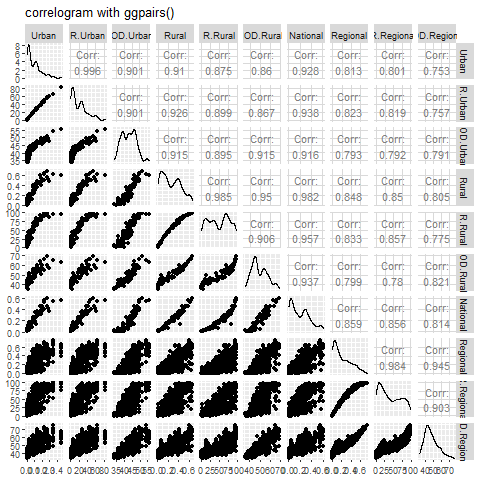 correlogram with ggpairs()
Urban R.Urban OD.Urban Rural R.Rural OD.Rural National Regional R.Regional OD.Regional
Corr: Corr: Corr: Corr: Corr: Corr: Corr: Corr: Corr:
0.996 0.901 0.91 0.875 0.86 0.928 0.813 0.801 0.753
Urban
Corr: Corr: Corr: Corr: Corr: Corr: Corr: Corr:
0.901 0.926 0.899 0.867 0.938 0.823 0.819 0.757
R.Urban
Corr: Corr: Corr: Corr: Corr: Corr: Corr:
0.915 0.895 0.915 0.916 0.793 0.792 0.791
OD.Urban
Corr: Corr: Corr: Corr: Corr: Corr:
0.985 0.95 0.982 0.848 0.85 0.805
Rural
Corr: Corr: Corr: Corr: Corr:
0.906 0.957 0.833 0.857 0.775
R.Rural
Corr: Corr: Corr: Corr:
0.937 0.799 0.78 0.821
OD.Rural
Corr: Corr: Corr:
0.859 0.856 0.814
National
Corr: Corr:
0.984 0.945
Regional
Corr:
0.903